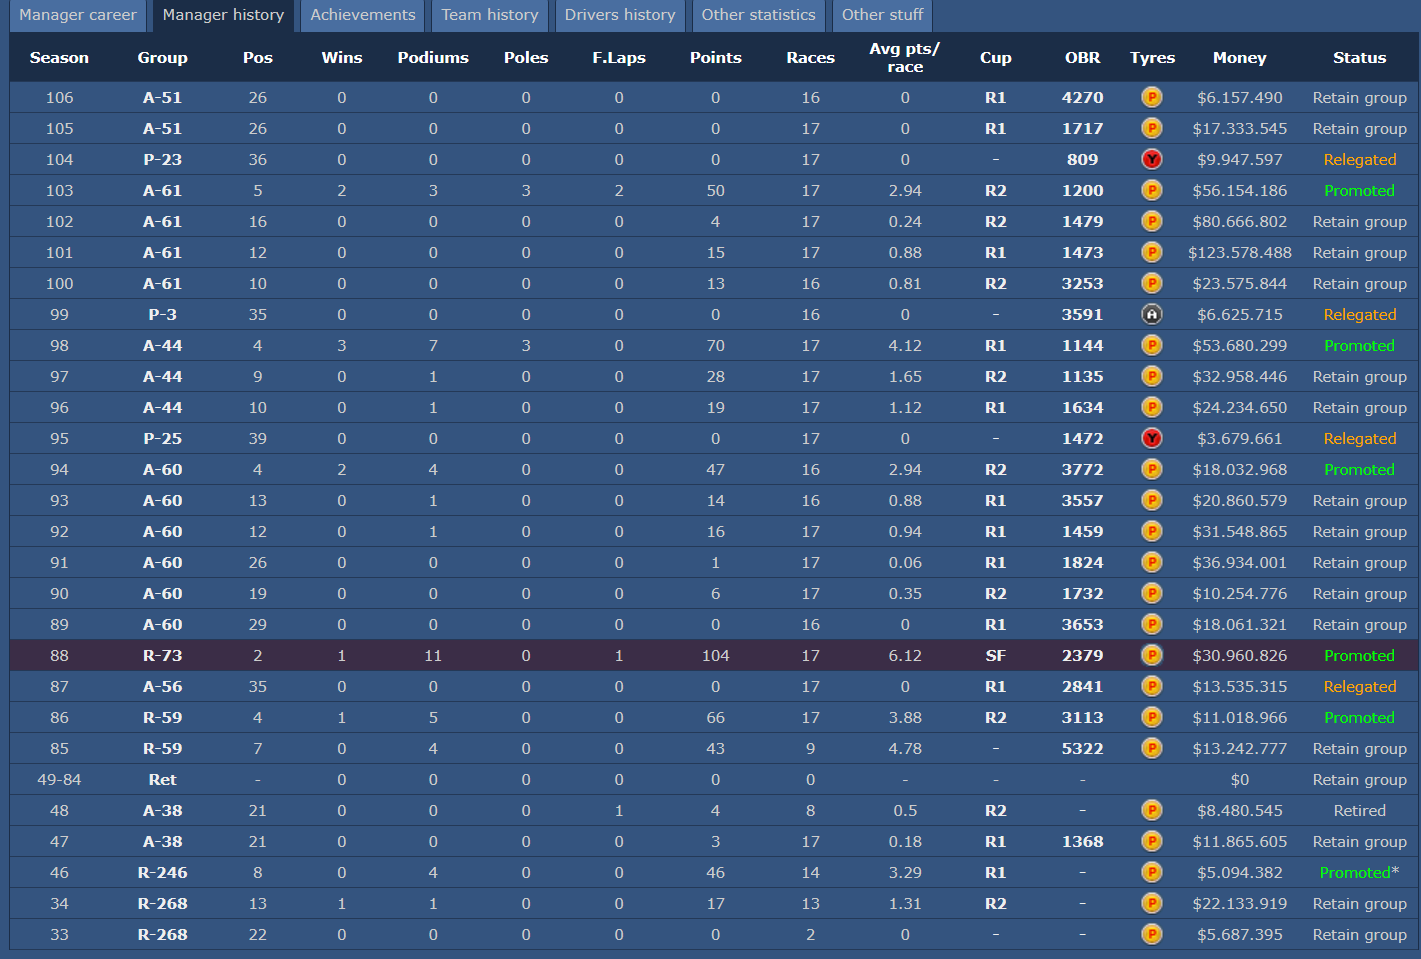 Manager career Manager history Achievements Team history Drivers history Other statistics Other stuff
Season Group Pos Wins Podiums Poles F.Laps Points Races Avg pts/ race Cup OBR Tyres Money Status
106 A-51 26 0 0 0 0 0 16 0 R1 4270 P $6.157.490 Retain group
105 A-51 26 0 0 0 0 0 17 0 R1 1717 P $17.333.545 Retain group
104 P-23 36 0 0 0 0 0 17 0 - 809 Y $9.947.597 Relegated
103 A-61 5 2 3 3 2 50 17 2.94 R2 1200 P $56.154.186 Promoted
102 A-61 16 0 0 0 0 4 17 0.24 R2 1479 P $80.666.802 Retain group
101 A-61 12 0 0 0 0 15 17 0.88 R1 1473 P $123.578.488 Retain group
100 A-61 10 0 0 0 0 13 16 0.81 R2 3253 P $23.575.844 Retain group
99 P-3 35 0 0 0 0 0 16 0 - 3591 A $6.625.715 Relegated
98 A-44 4 3 7 3 0 70 17 4.12 R1 1144 P $53.680.299 Promoted
97 A-44 9 0 1 0 0 28 17 1.65 R2 1135 P $32.958.446 Retain group
96 A-44 10 0 1 0 0 19 17 1.12 R1 1634 P $24.234.650 Retain group
95 P-25 39 0 0 0 0 0 17 0 - 1472 Y $3.679.661 Relegated
94 A-60 4 2 4 0 0 47 16 2.94 R2 3772 P $18.032.968 Promoted
93 A-60 13 0 1 0 0 14 16 0.88 R1 3557 P $20.860.579 Retain group
92 A-60 12 0 1 0 0 16 17 0.94 R1 1459 P $31.548.865 Retain group
91 A-60 26 0 0 0 0 1 17 0.06 R1 1824 P $36.934.001 Retain group
90 A-60 19 0 0 0 0 6 17 0.35 R2 1732 P $10.254.776 Retain group
89 A-60 29 0 0 0 0 0 16 0 R1 3653 P $18.061.321 Retain group
88 R-73 2 1 11 0 1 104 17 6.12 SF 2379 P $30.960.826 Promoted
87 A-56 35 0 0 0 0 0 17 0 R1 2841 P $13.535.315 Relegated
86 R-59 4 1 5 0 0 66 17 3.88 R2 3113 P $11.018.966 Promoted
85 R-59 7 0 4 0 0 43 9 4.78 - 5322 P $13.242.777 Retain group
49-84 Ret - 0 0 0 0 0 0 - - - $0 Retain group
48 A-38 21 0 0 0 1 4 8 0.5 R2 - P $8.480.545 Retired
47 A-38 21 0 0 0 0 3 17 0.18 R1 1368 P $11.865.605 Retain group
46 R-246 8 0 4 0 0 46 14 3.29 R1 - P $5.094.382 Promoted*
34 R-268 13 1 1 0 0 17 13 1.31 R2 - P $22.133.919 Retain group
33 R-268 22 0 0 0 0 0 2 0 - - P $5.687.395 Retain group